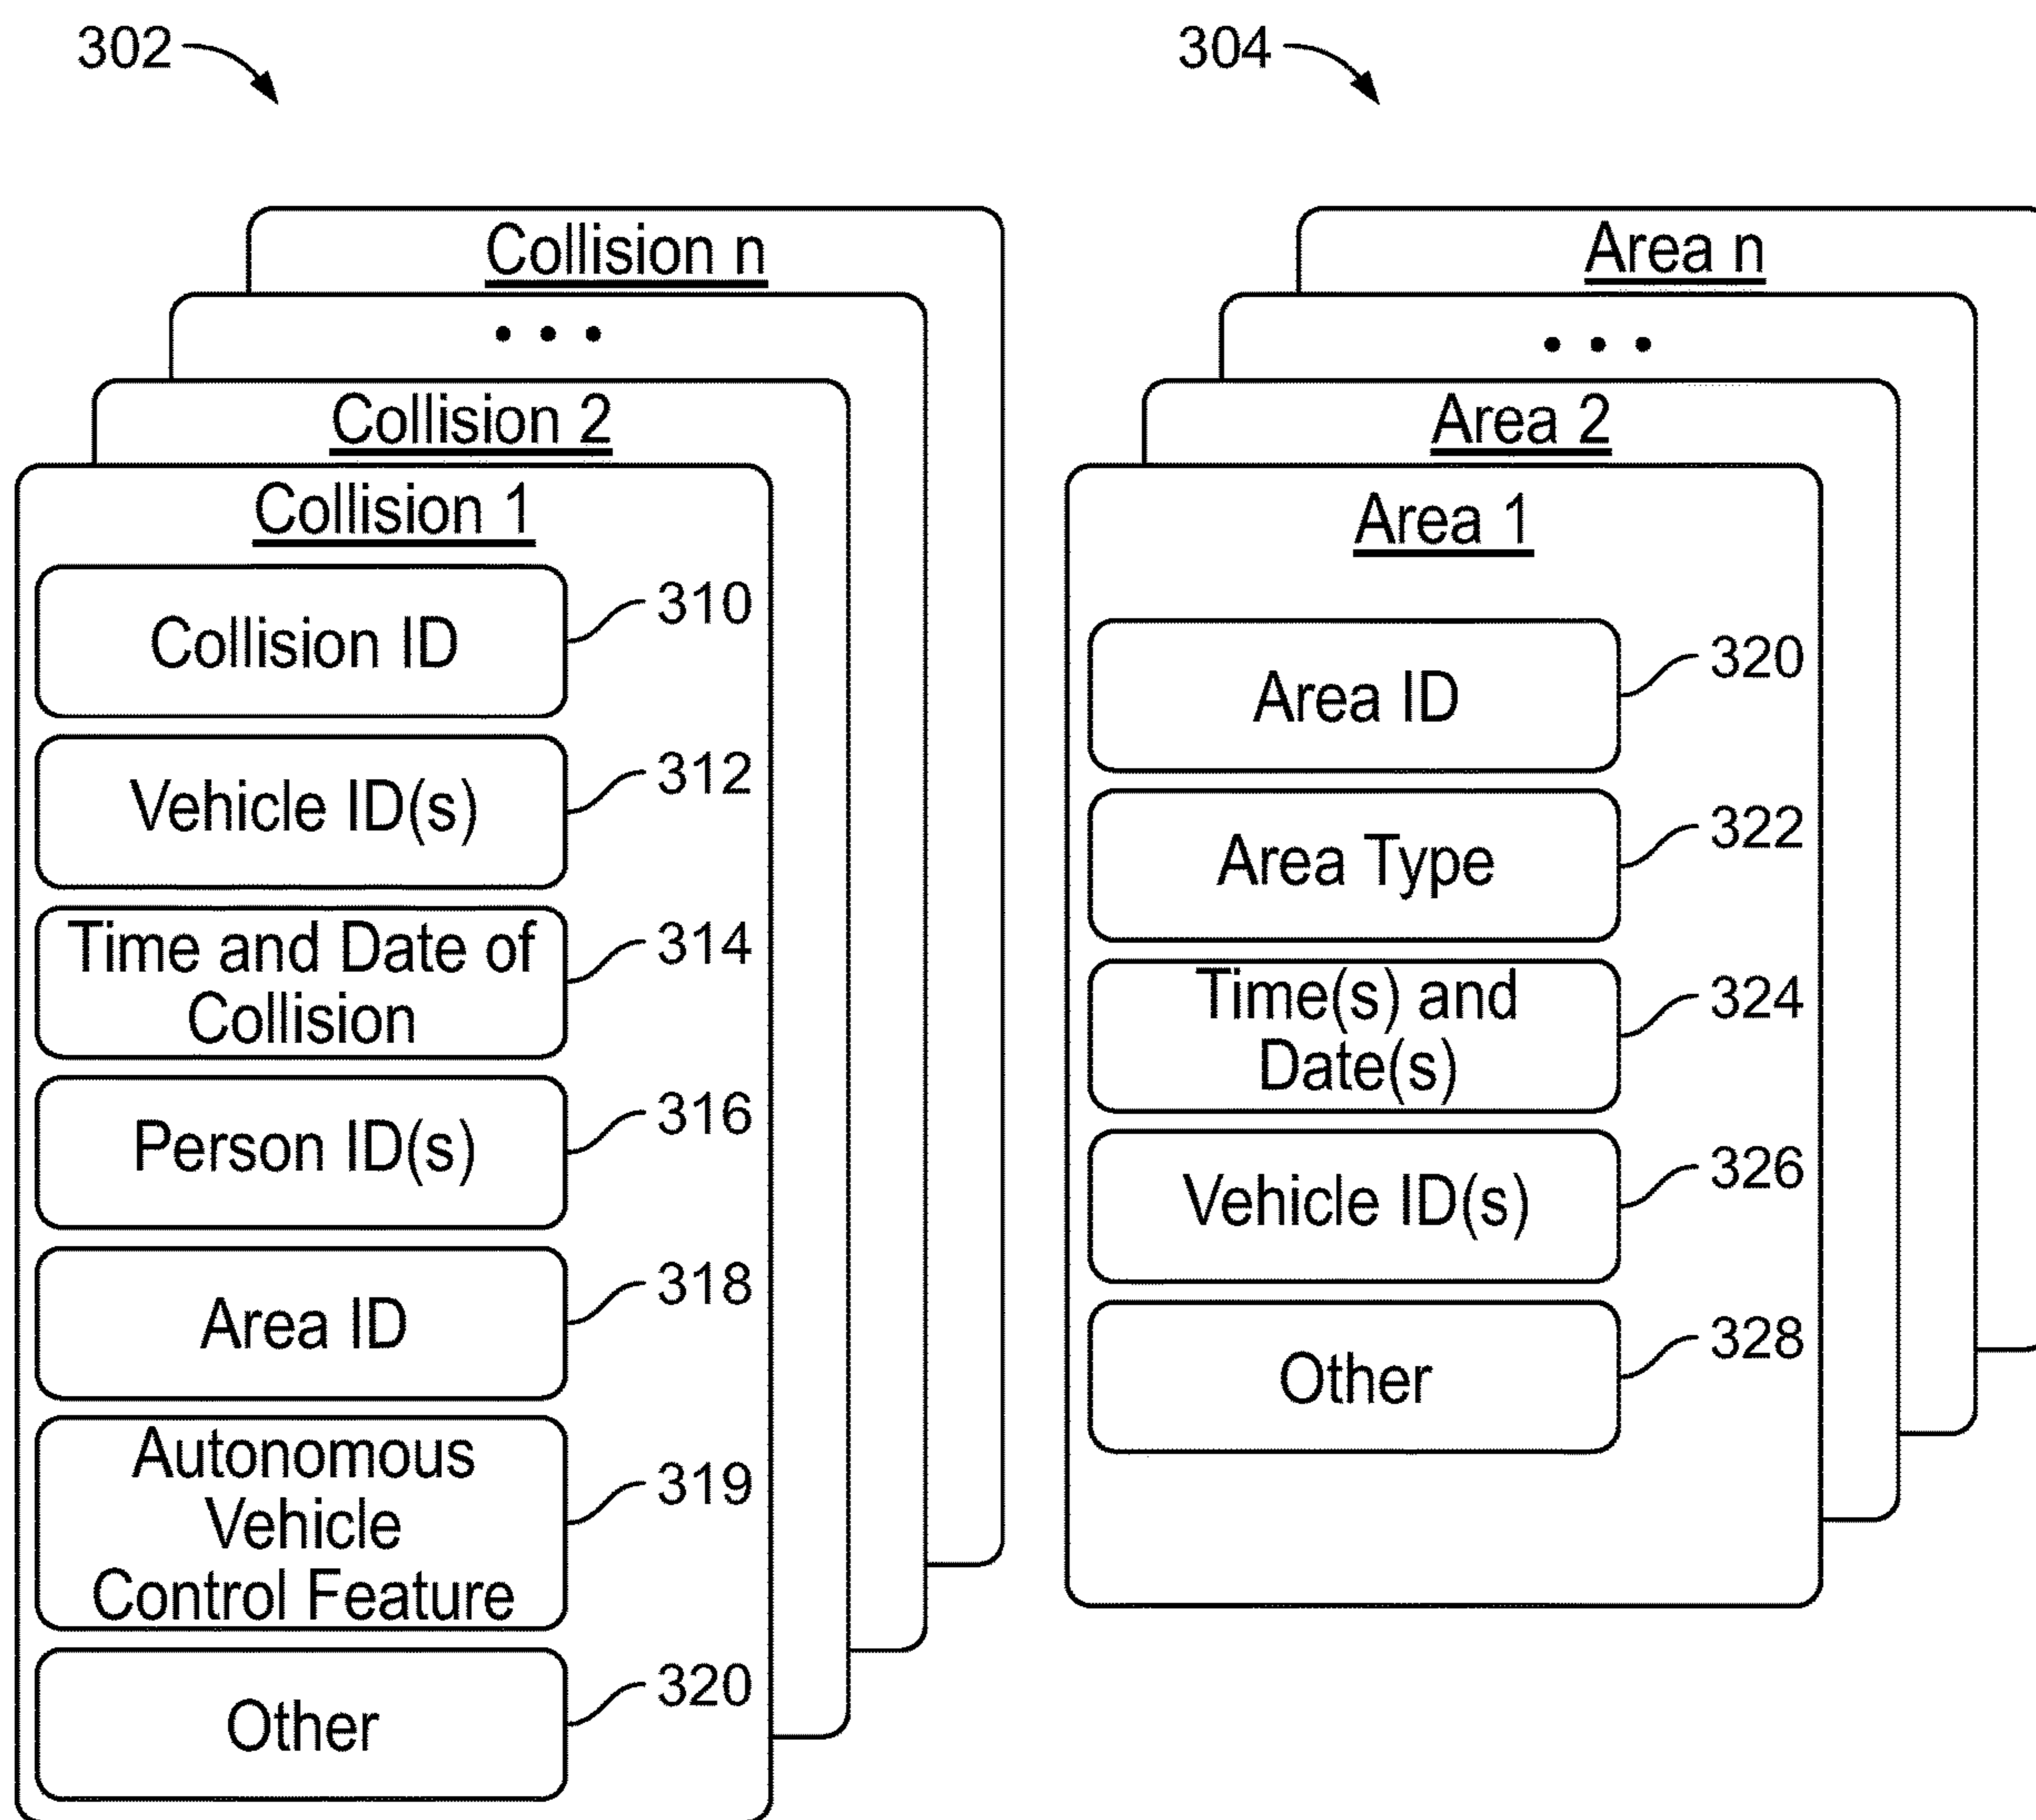 302
304
Collision n
• • •
Collision 2
Collision 1
Collision ID
310
Vehicle ID(s)
312
Time and Date of
Collision
314
Person ID(s)
316
Area ID
318
Autonomous
Vehicle
Control Feature
319
Other
320
Area n
• • •
Area 2
Area 1
Area ID
320
Area Type
322
Time(s) and
Date(s)
324
Vehicle ID(s)
326
Other
328